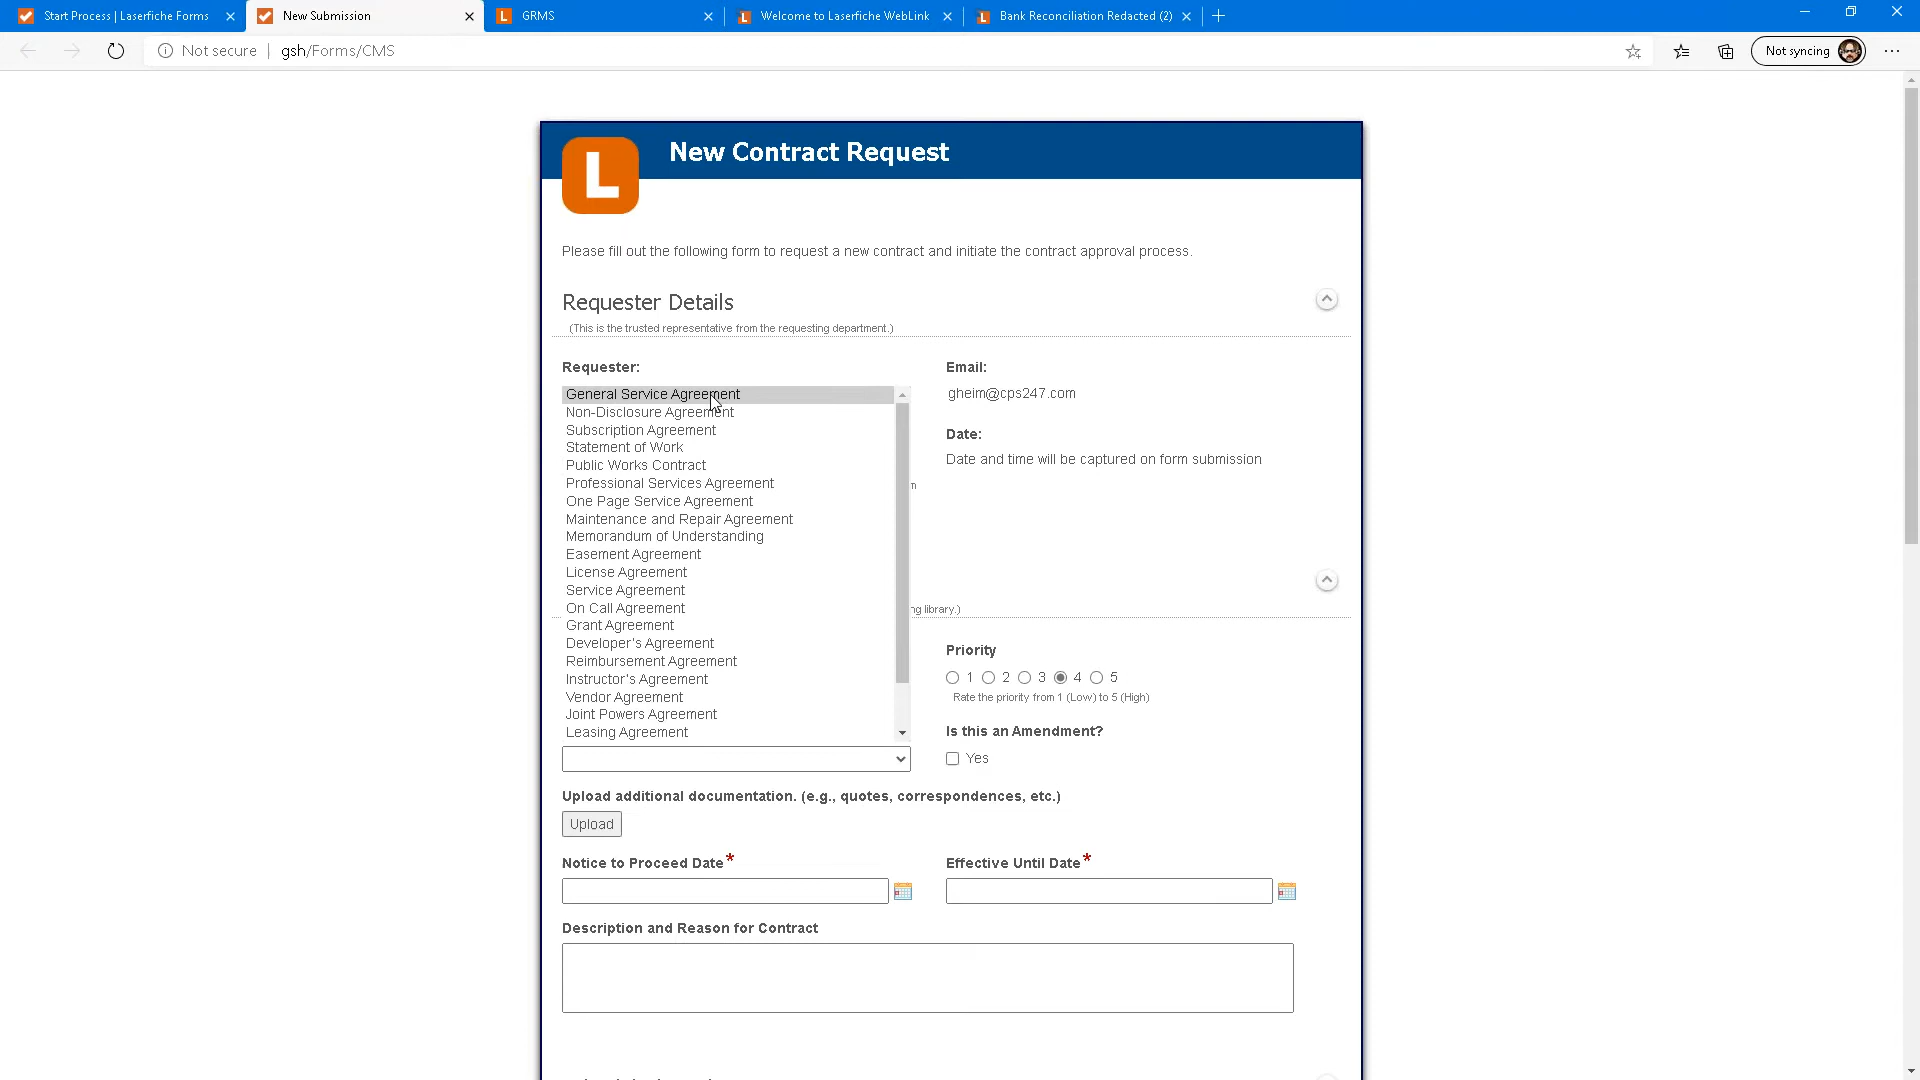 Start Process | Laserfiche Forms
New Submission
GRMS
Welcome to Laserfiche WebLink
Bank Reconciliation Redacted (2)
Not secure
gsh/Forms/CMS
Not syncing
L
New Contract Request
Please fill out the following form to request a new contract and initiate the contract approval process.
Requester Details
(This is the trusted representative from the requesting department.)
Requester:
Email:
General Service Agreement
gheim@cps247.com
Non-Disclosure Agreement
Subscription Agreement
Date:
Statement of Work
Date and time will be captured on form submission
Public Works Contract
Professional Services Agreement
One Page Service Agreement
Maintenance and Repair Agreement
Memorandum of Understanding
Easement Agreement
License Agreement
Service Agreement
On Call Agreement
ng library.)
Grant Agreement
Developer's Agreement
Priority
Reimbursement Agreement
Instructor's Agreement
1 2 3 4 5
Vendor Agreement
Rate the priority from 1 (Low) to 5 (High)
Joint Powers Agreement
Leasing Agreement
Is this an Amendment?
Yes
Upload additional documentation. (e.g., quotes, correspondences, etc.)
Upload
Notice to Proceed Date*
Effective Until Date*
Description and Reason for Contract